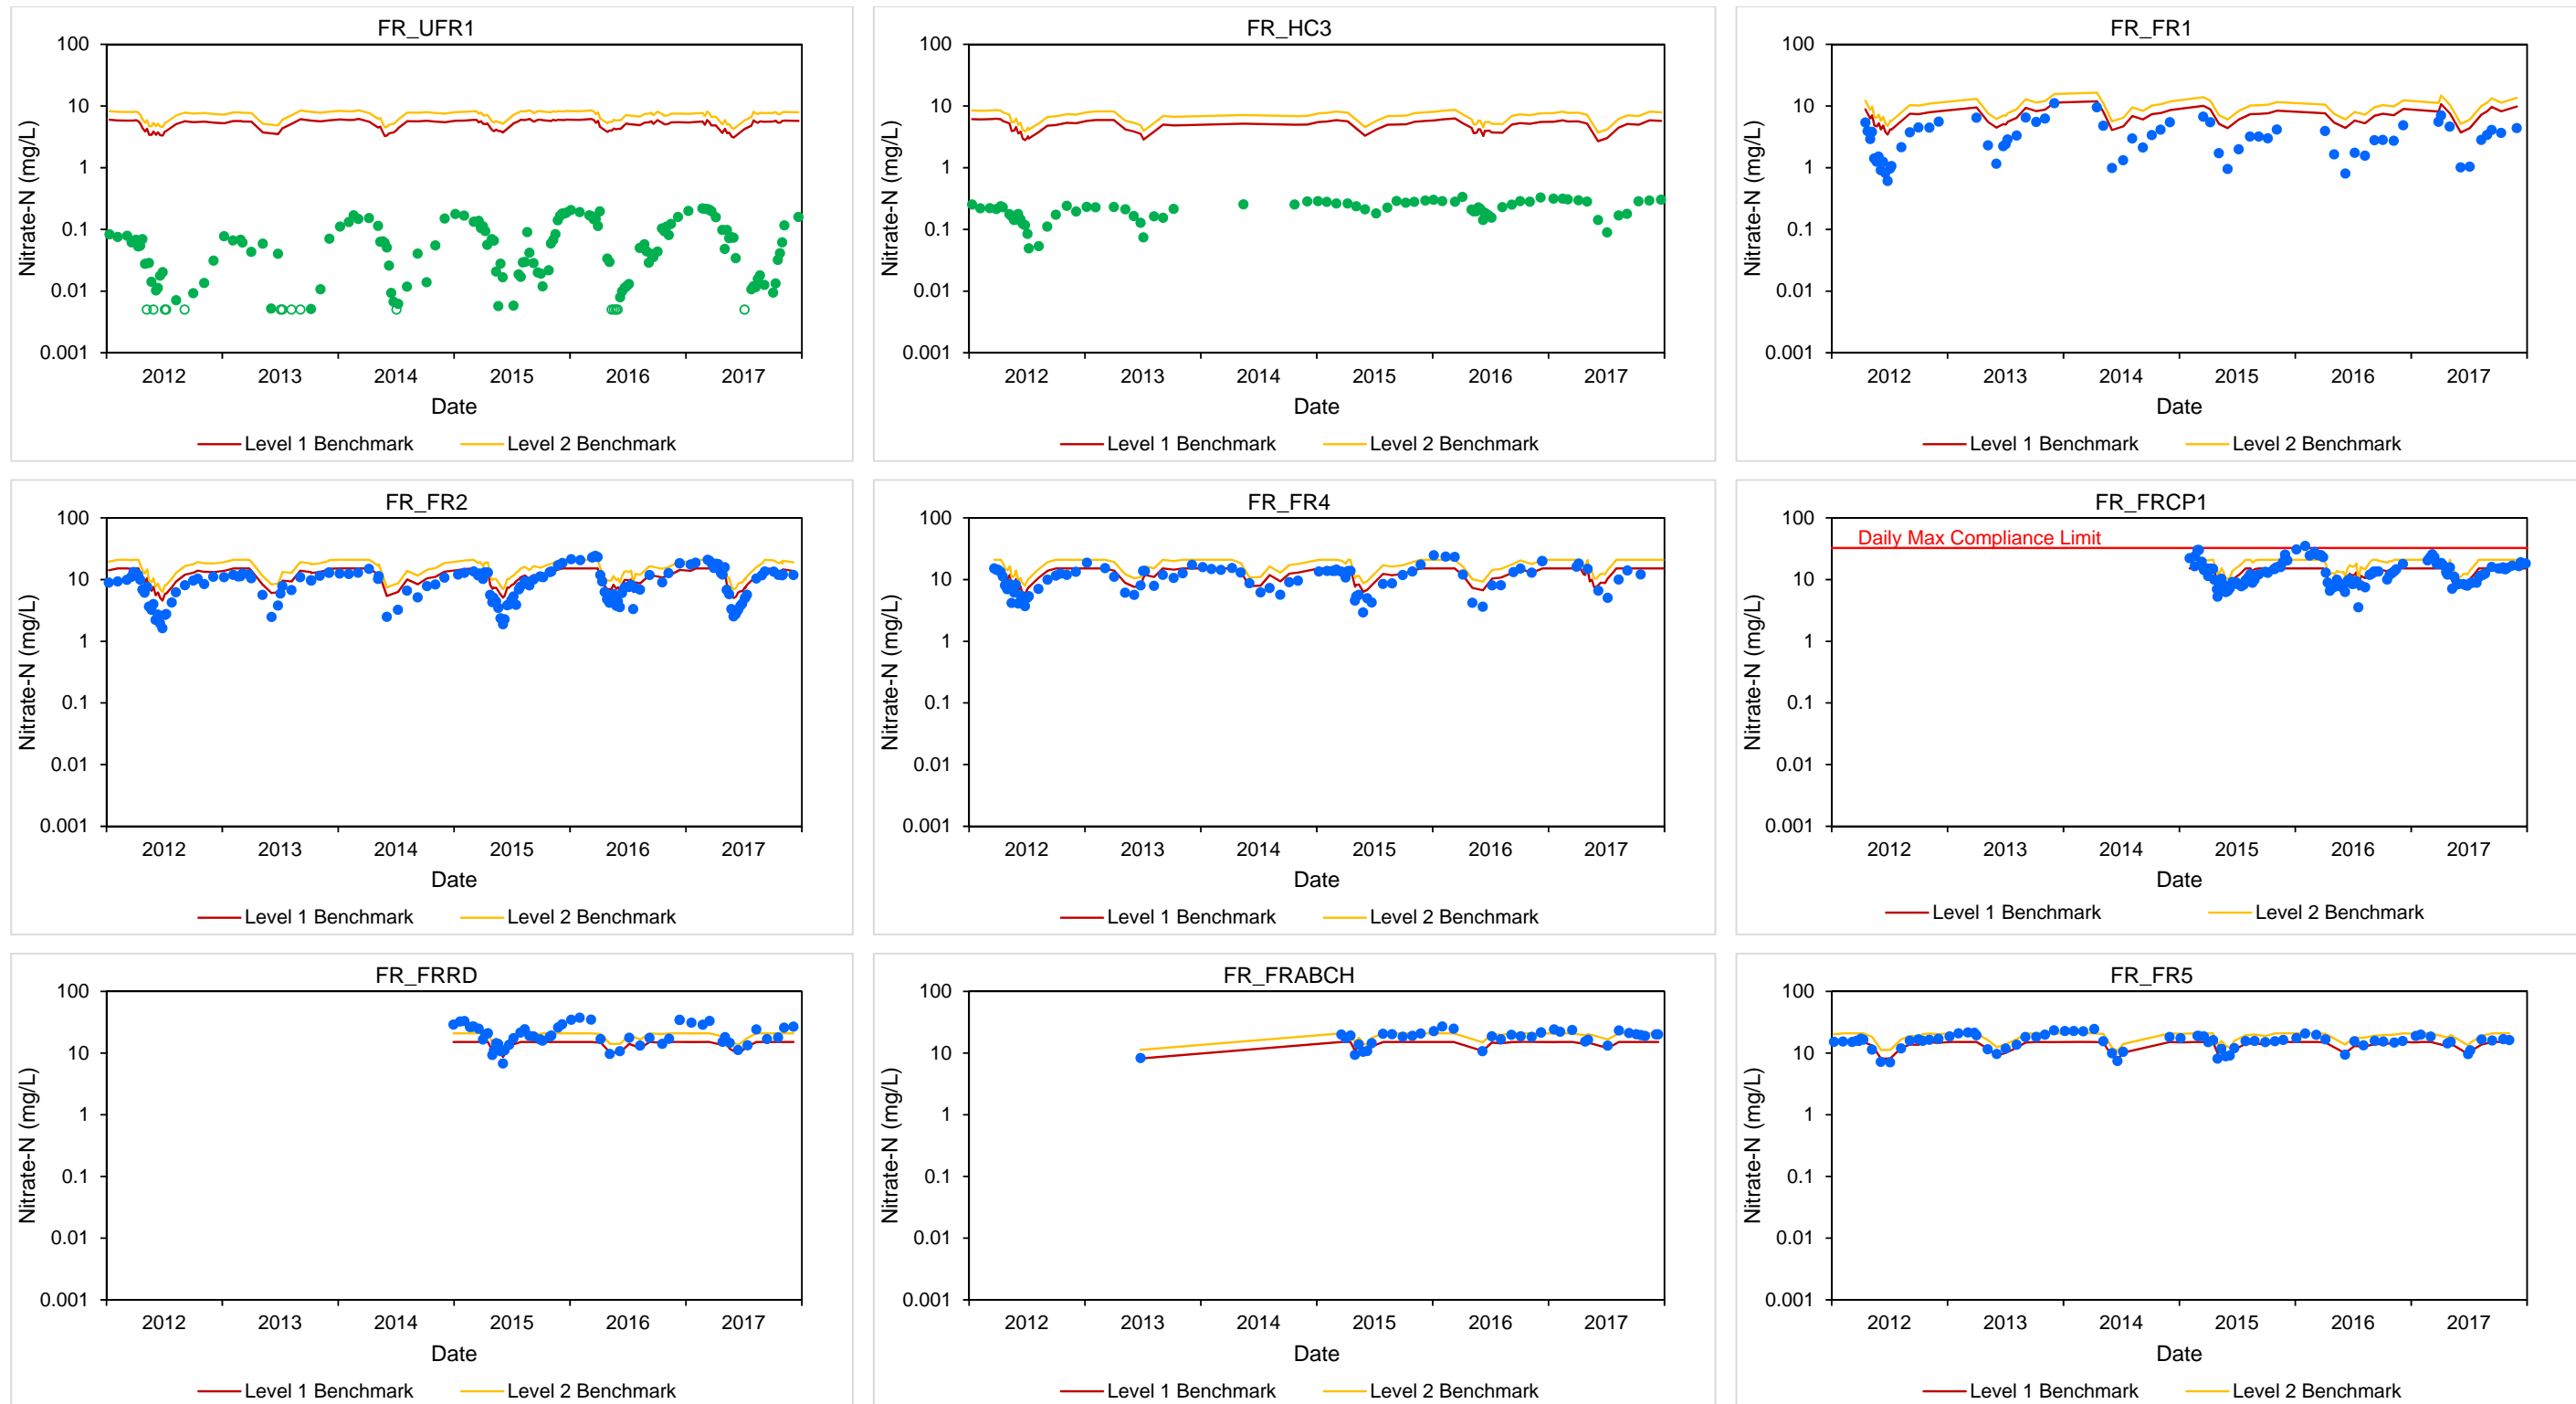 FR_UFR1
100
10
1
0.1
0.01
0.001
Nitrate-N (mg/L)
2012 2013 2014 2015 2016 2017
Date
Level 1 Benchmark Level 2 Benchmark
FR_HC3
100
10
1
0.1
0.01
0.001
Nitrate-N (mg/L)
2012 2013 2014 2015 2016 2017
Date
Level 1 Benchmark Level 2 Benchmark
FR_FR1
100
10
1
0.1
0.01
0.001
Nitrate-N (mg/L)
2012 2013 2014 2015 2016 2017
Date
Level 1 Benchmark Level 2 Benchmark
FR_FR2
100
10
1
0.1
0.01
0.001
Nitrate-N (mg/L)
2012 2013 2014 2015 2016 2017
Date
Level 1 Benchmark Level 2 Benchmark
FR_FR4
100
10
1
0.1
0.01
0.001
Nitrate-N (mg/L)
2012 2013 2014 2015 2016 2017
Date
Level 1 Benchmark Level 2 Benchmark
FR_FRCP1
Daily Max Compliance Limit
100
10
1
0.1
0.01
0.001
Nitrate-N (mg/L)
2012 2013 2014 2015 2016 2017
Date
Level 1 Benchmark Level 2 Benchmark
FR_FRRD
100
10
1
0.1
0.01
0.001
Nitrate-N (mg/L)
2012 2013 2014 2015 2016 2017
Date
Level 1 Benchmark Level 2 Benchmark
FR_FRABCH
100
10
1
0.1
0.01
0.001
Nitrate-N (mg/L)
2012 2013 2014 2015 2016 2017
Date
Level 1 Benchmark Level 2 Benchmark
FR_FR5
100
10
1
0.1
0.01
0.001
Nitrate-N (mg/L)
2012 2013 2014 2015 2016 2017
Date
Level 1 Benchmark Level 2 Benchmark